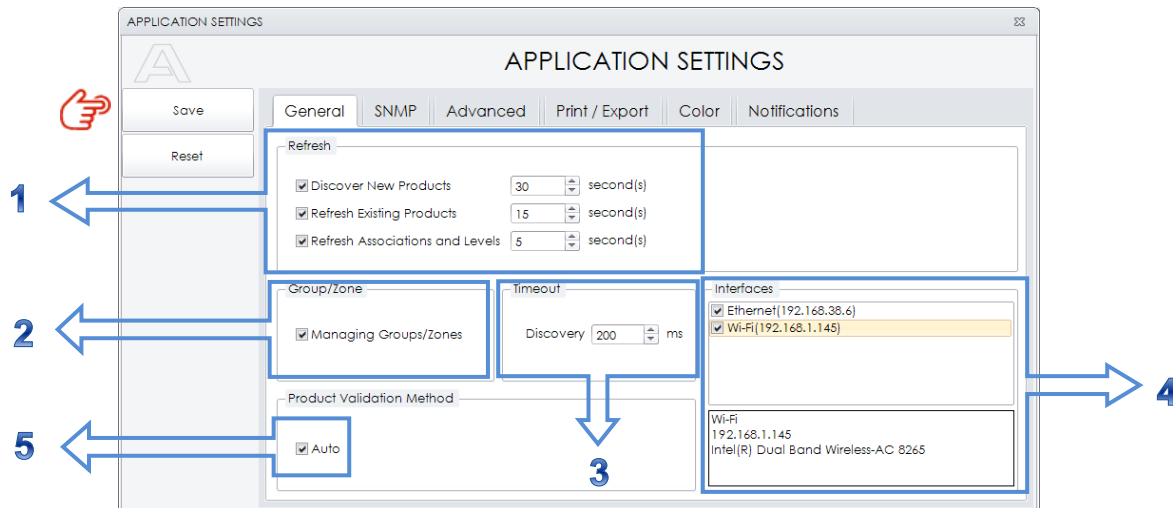 APPLICATION SETTINGS
APPLICATION SETTINGS
Save
Reset
General SNMP Advanced Print / Export Color Notifications
Refresh
Discover New Products 30 second(s)
Refresh Existing Products 15 second(s)
Refresh Associations and Levels 5 second(s)
1
Group/Zone
Managing Groups/Zones
2
Timeout
Discovery 200 ms
3
Interfaces
Ethernet(192.168.38.6)
Wi-Fi(192.168.1.145)
Wi-Fi
192.168.1.145
Intel(R) Dual Band Wireless-AC 8265
4
Product Validation Method
Auto
5